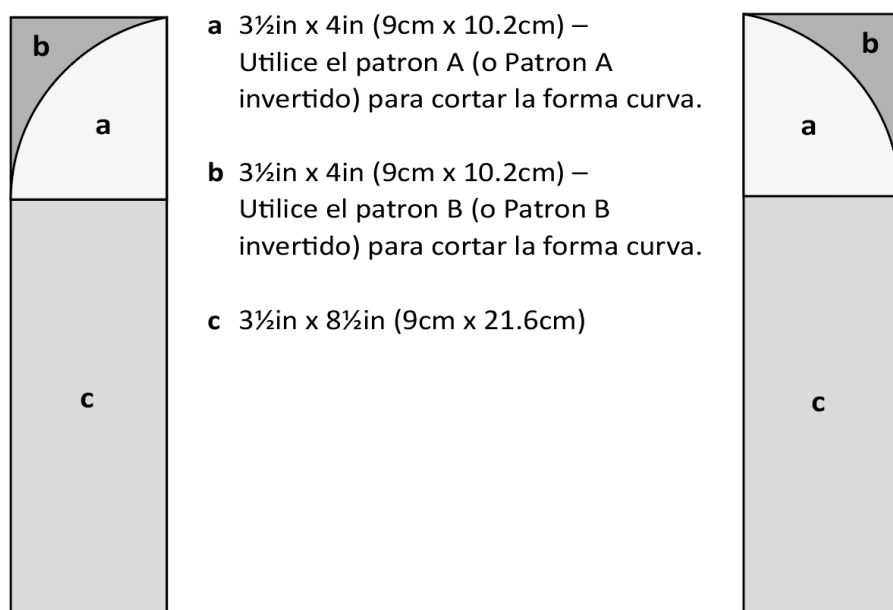 b
a
c
a 3½in x 4in (9cm x 10.2cm) –
Utilice el patron A (o Patron A
invertido) para cortar la forma curva.
b 3½in x 4in (9cm x 10.2cm) –
Utilice el patron B (o Patron B
invertido) para cortar la forma curva.
c 3½in x 8½in (9cm x 21.6cm)
b
a
c